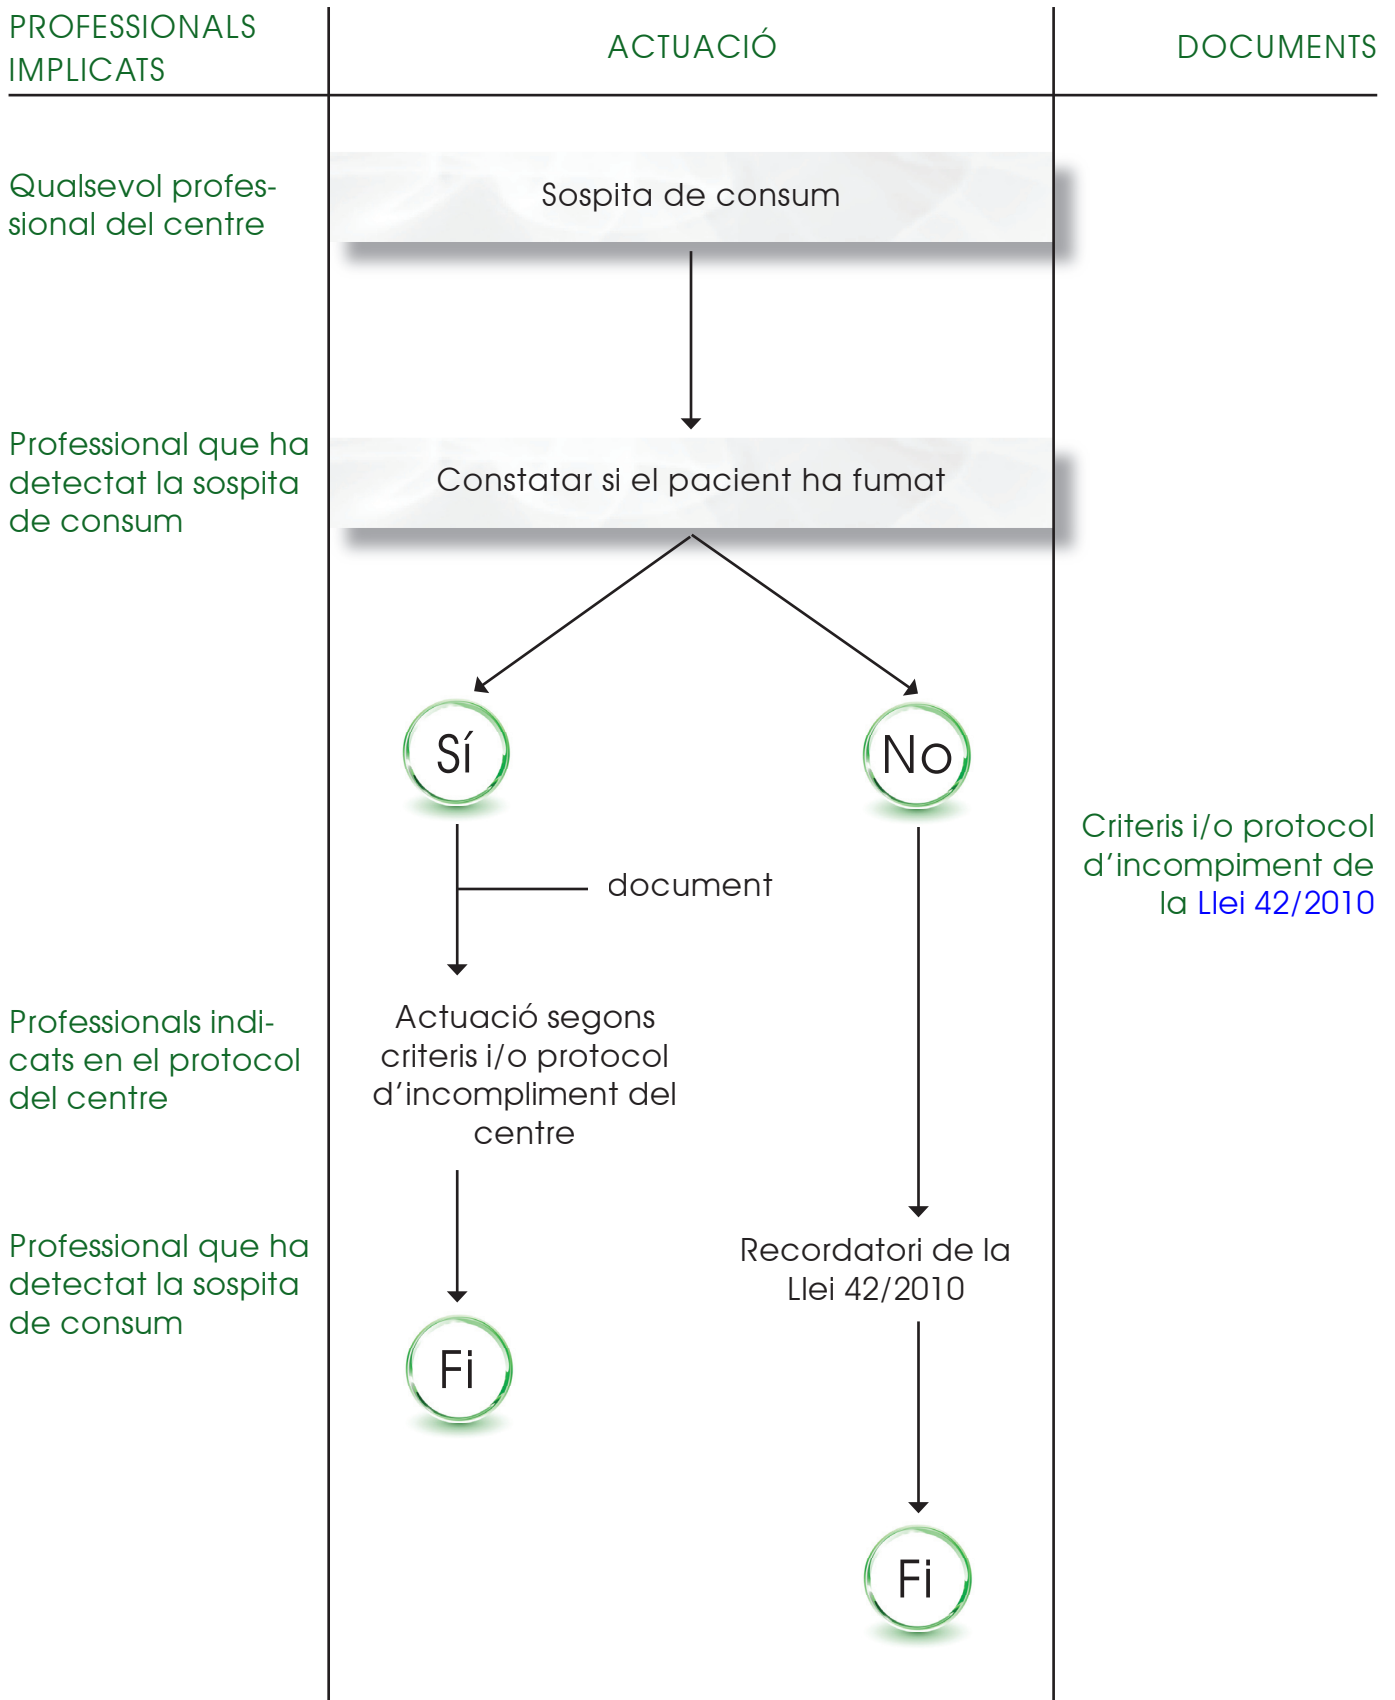 PROFESSIONALS
IMPLICATS
ACTUACIÓ
DOCUMENTS
Qualsevol profes-
sional del centre
Sospita de consum
Professional que ha
detectat la sospita
de consum
Constatar si el pacient ha fumat
Sí
No
Criteris i/o protocol
d’incompiment de
la Llei 42/2010
document
Professionals indi-
cats en el protocol
del centre
Actuació segons
criteris i/o protocol
d’incompliment del
centre
Professional que ha
detectat la sospita
de consum
Recordatori de la
Llei 42/2010
Fi
Fi